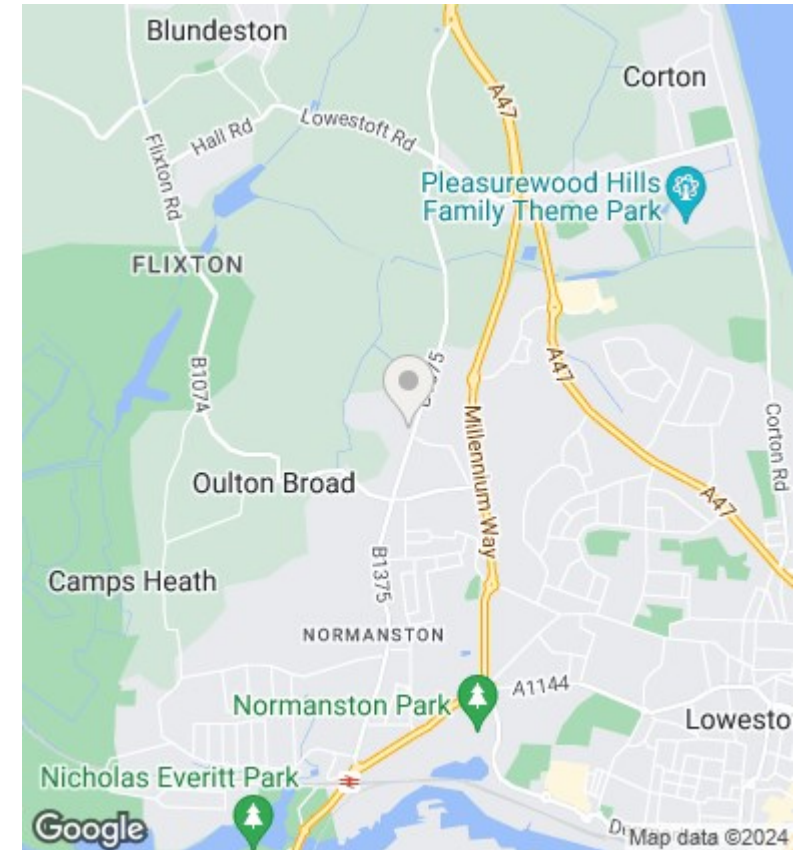 Blundeston
Corton
A47
Hall Rd
Lowestoft Rd
Flixton Rd
Pleasurewood Hills
Family Theme Park
FLIXTON
B1074
A47
Millennium Way
Corton Rd
Oulton Broad
A47
B1375
Camps Heath
NORMANSTON
Normanston Park
A1144
Lowesto
Nicholas Everitt Park
Google
Map data ©2024